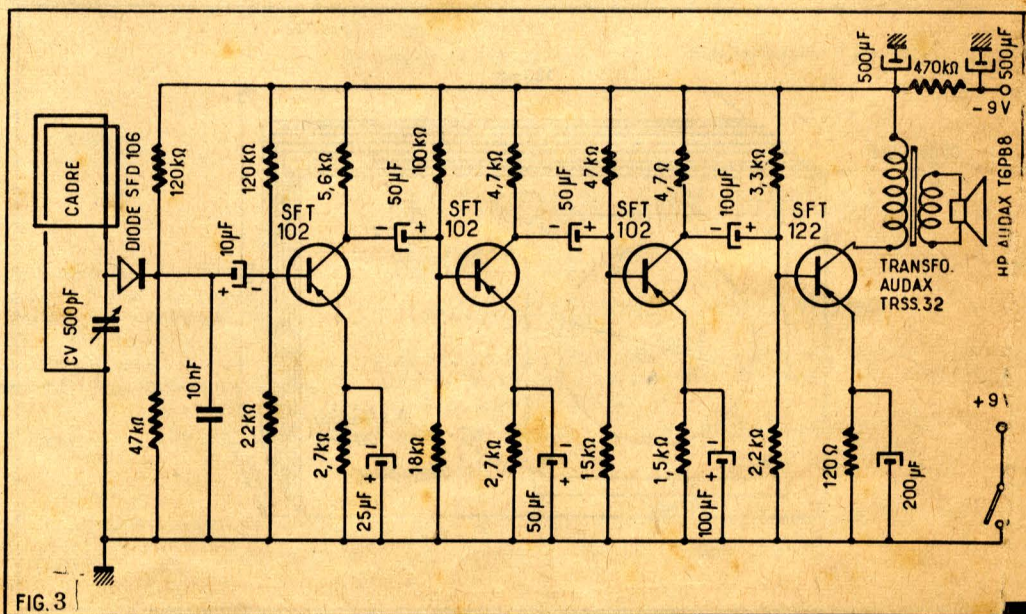 CADRE
CV 500pF
DIODE SFD 106
120kΩ
47kΩ
10nF
10µF
+
-
120kΩ
22kΩ
SFT
102
5,6kΩ
2,7kΩ
25µF
+
-
50µF
-
+
100kΩ
18kΩ
SFT
102
4,7kΩ
2,7kΩ
50µF
+
-
50µF
-
+
47kΩ
15kΩ
SFT
102
4,7Ω
1,5kΩ
100µF
+
-
100µF
-
+
3,3kΩ
2,2kΩ
SFT
122
120Ω
200µF
TRANSFO.
AUDAX
TRSS.32
HP AUDAX T6PB8
500µF
470kΩ
500µF
-9V
+9
FIG. 3